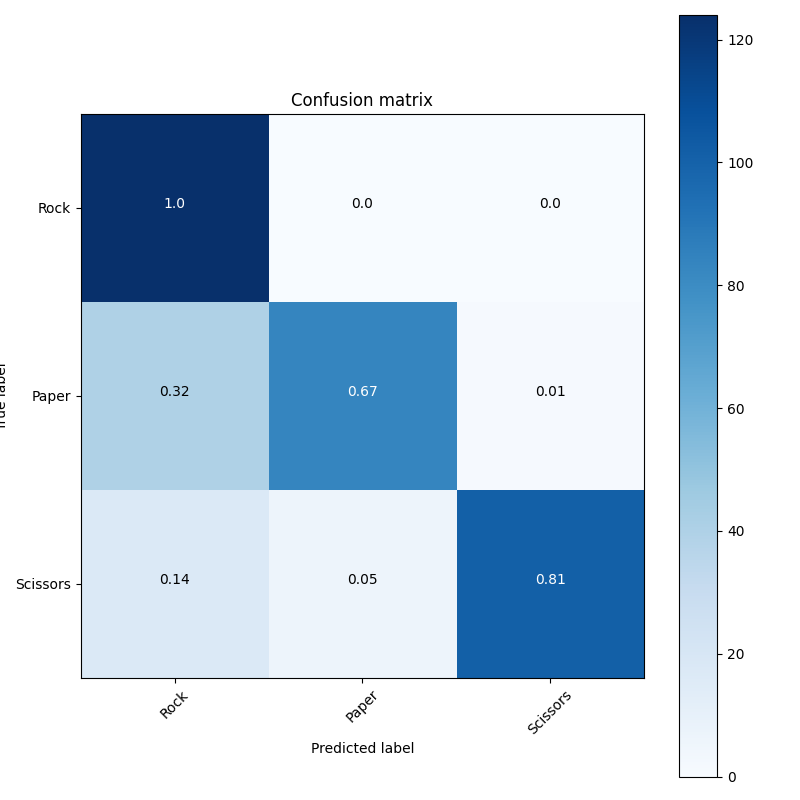 Confusion matrix
120
100
80
60
40
20
0
Rock
1.0
0.0
0.0
Paper
0.32
0.67
0.01
Scissors
0.14
0.05
0.81
Rock
Paper
Scissors
Predicted label
label